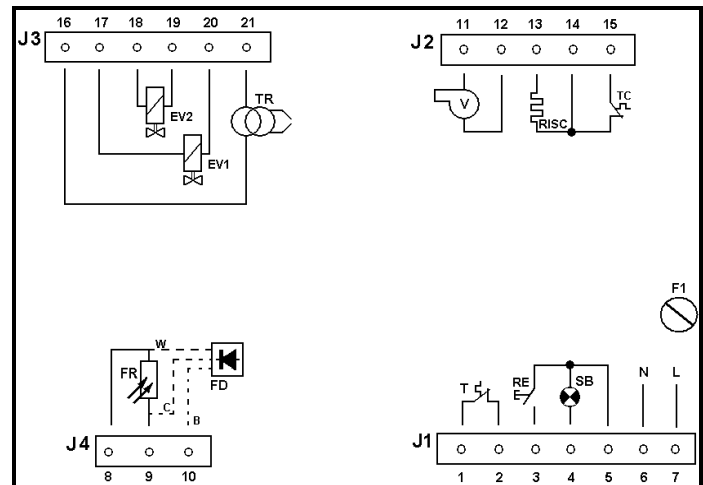 16 17 18 19 20 21
J3
11 12 13 14 15
J2
TR
EV2
EV1
V
RISC
TC
F1
W
FR
FD
C
B
J4
8 9 10
T
RE
SB
N
L
J1
1 2 3 4 5 6 7